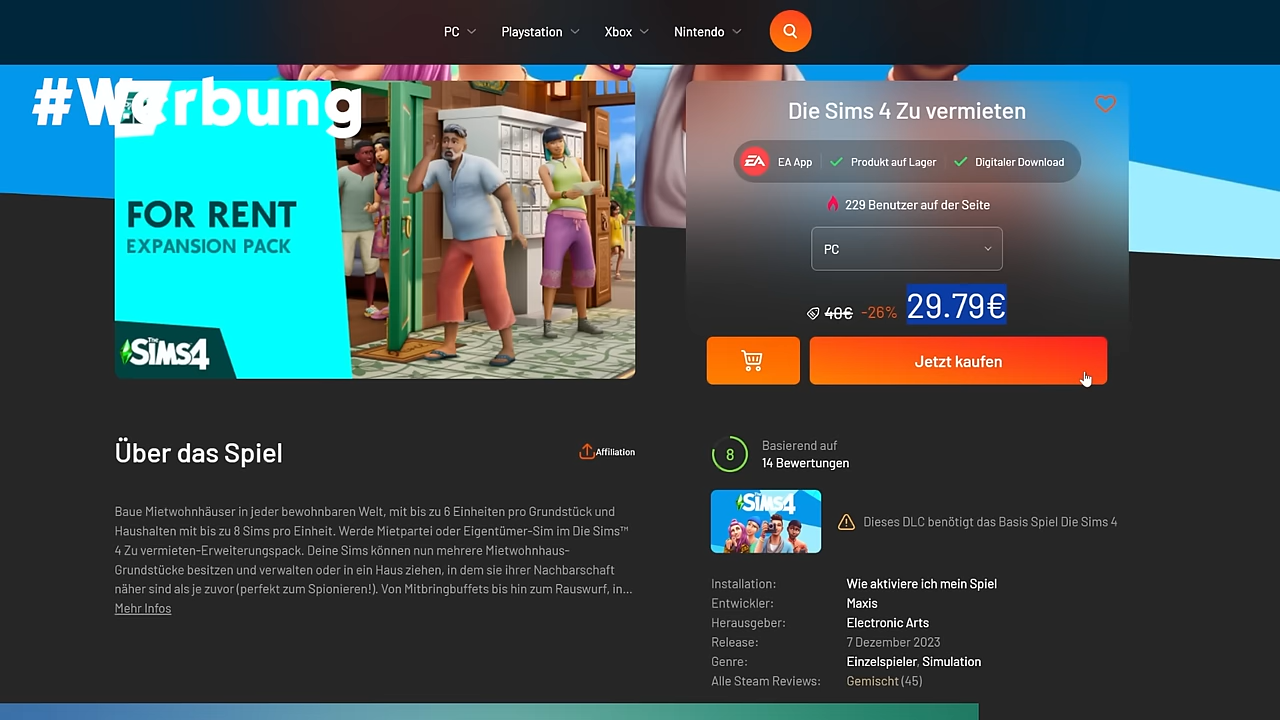 PC
Playstation
Xbox
Nintendo
#Werbung
FOR RENT
EXPANSION PACK
THE SIMS 4
Die Sims 4 Zu vermieten
EA
EA App
Produkt auf Lager
Digitaler Download
229 Benutzer auf der Seite
PC
40€ -26% 29.79€
Jetzt kaufen
Über das Spiel
Affiliation
Baue Mietwohnhäuser in jeder bewohnbaren Welt, mit bis zu 6 Einheiten pro Grundstück und
Haushalten mit bis zu 8 Sims pro Einheit. Werde Mietpartei oder Eigentümer-Sim im Die Sims™
4 Zu vermieten-Erweiterungspack. Deine Sims können nun mehrere Mietwohnhaus-
Grundstücke besitzen und verwalten oder in ein Haus ziehen, in dem sie ihrer Nachbarschaft
näher sind als je zuvor (perfekt zum Spionieren!). Von Mitbringbuffets bis hin zum Rauswurf, in...
Mehr Infos
8
Basierend auf
14 Bewertungen
SIMS4
Dieses DLC benötigt das Basis Spiel Die Sims 4
Installation: Wie aktiviere ich mein Spiel
Entwickler: Maxis
Herausgeber: Electronic Arts
Release: 7 Dezember 2023
Genre: Einzelspieler, Simulation
Alle Steam Reviews: Gemischt (45)